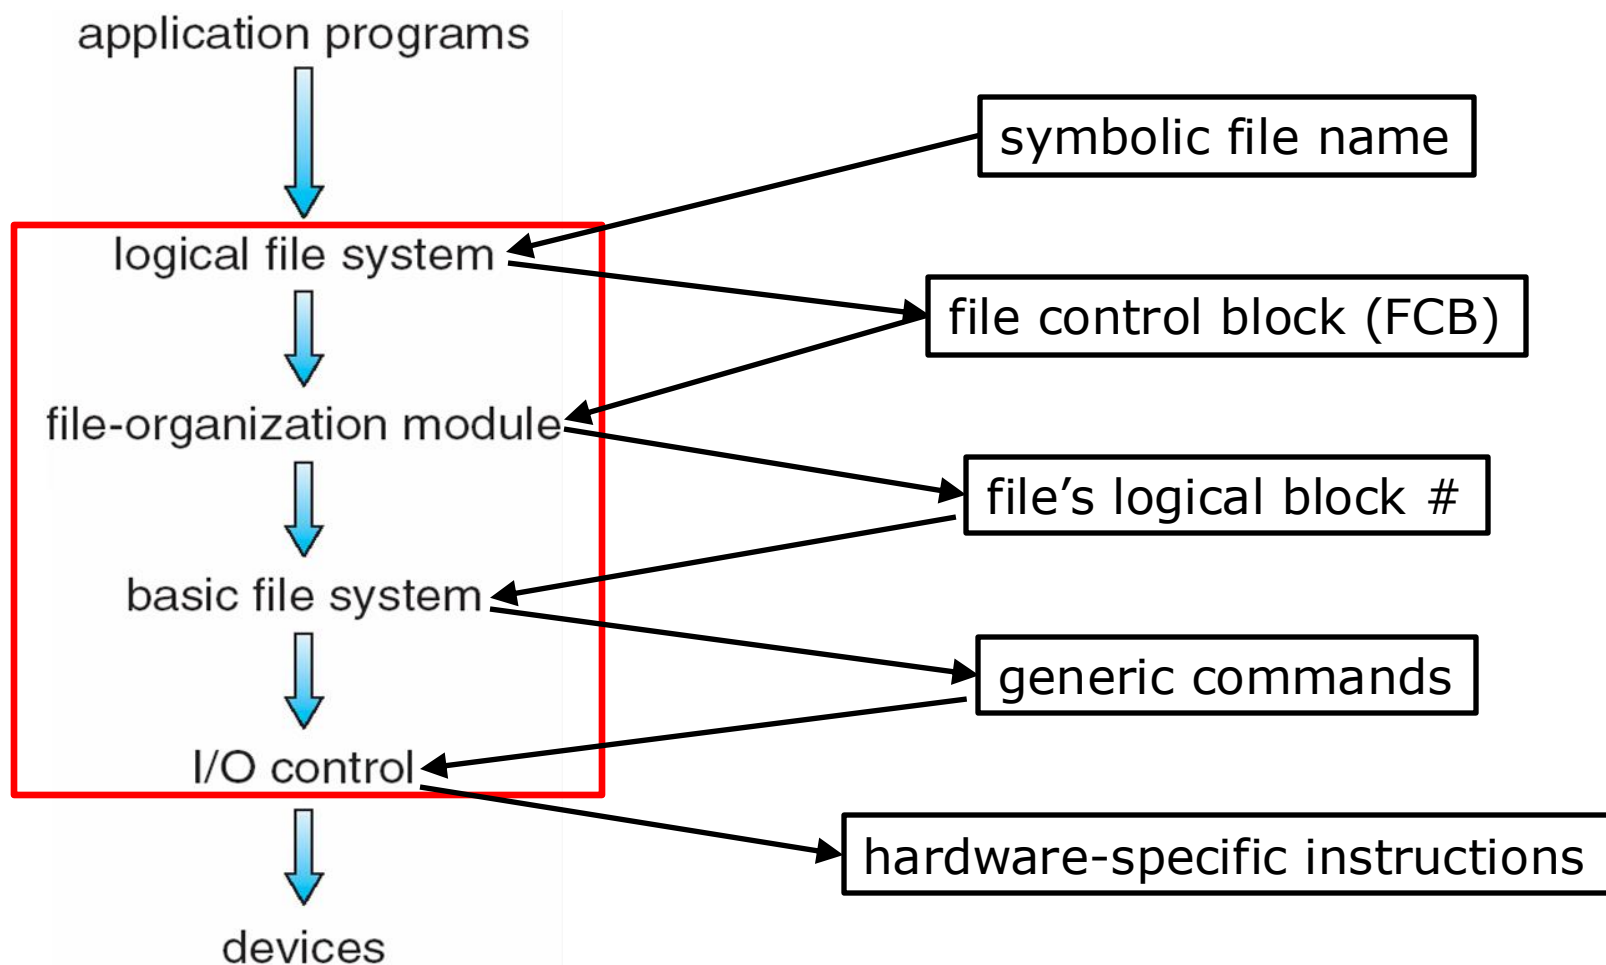 application programs
symbolic file name
logical file system
file control block (FCB)
file-organization module
file’s logical block #
basic file system
generic commands
I/O control
hardware-specific instructions
devices